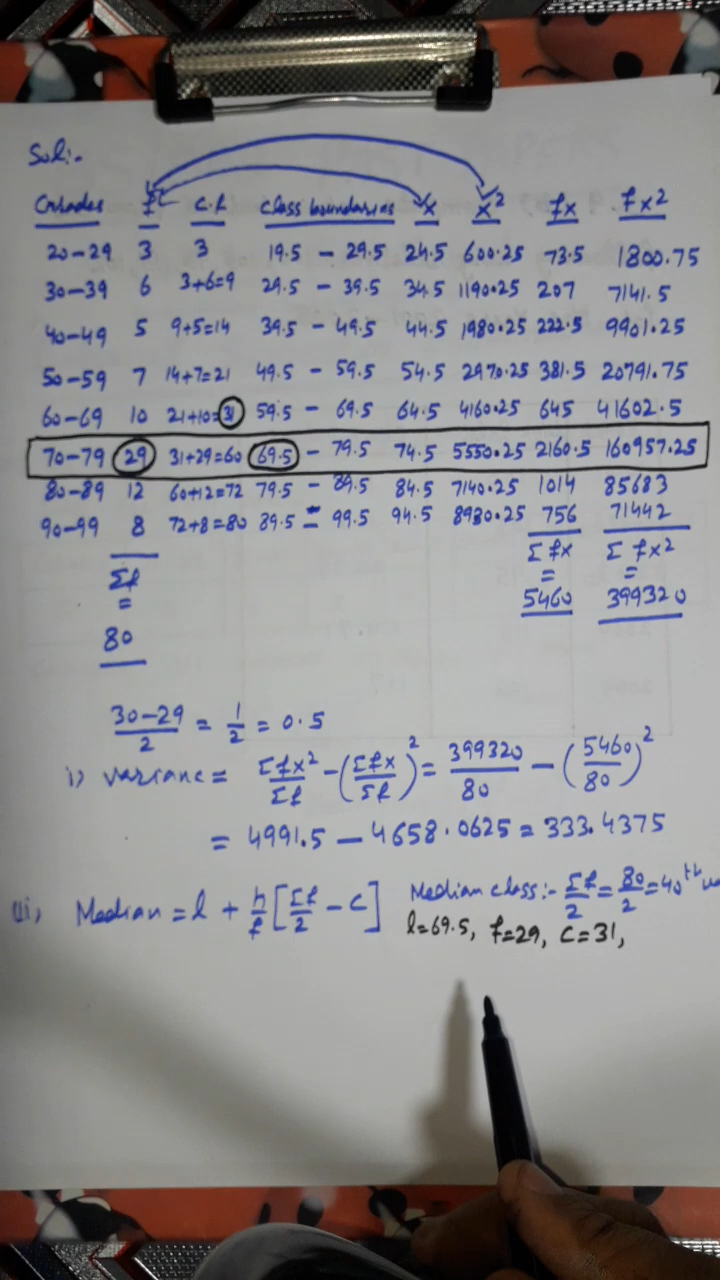 Sol:-
Grades f C.f Class boundaries x x² fx fx²
20-29 3 3 19.5 - 29.5 24.5 600.25 73.5 1800.75
30-39 6 3+6=9 29.5 - 39.5 34.5 1190.25 207 7141.5
40-49 5 9+5=14 39.5 - 49.5 44.5 1980.25 222.5 9901.25
50-59 7 14+7=21 49.5 - 59.5 54.5 2970.25 381.5 20791.75
60-69 10 21+10=31 59.5 - 69.5 64.5 4160.25 645 41602.5
70-79 29 31+29=60 69.5 - 79.5 74.5 5550.25 2160.5 160957.25
80-89 12 60+12=72 79.5 - 89.5 84.5 7140.25 1014 85683
90-99 8 72+8=80 89.5 - 99.5 94.5 8930.25 756 71442
Σf = 80 Σfx = 5460 Σfx² = 399320
30-29/2 = 1/2 = 0.5
i) variance = Σfx²/Σf - (Σfx/Σf)² = 399320/80 - (5460/80)²
= 4991.5 - 4658.0625 = 333.4375
ii) Median = l + h/f [Σf/2 - C] Median class:- Σf/2 = 80/2 = 40th
l=69.5, f=29, C=31,